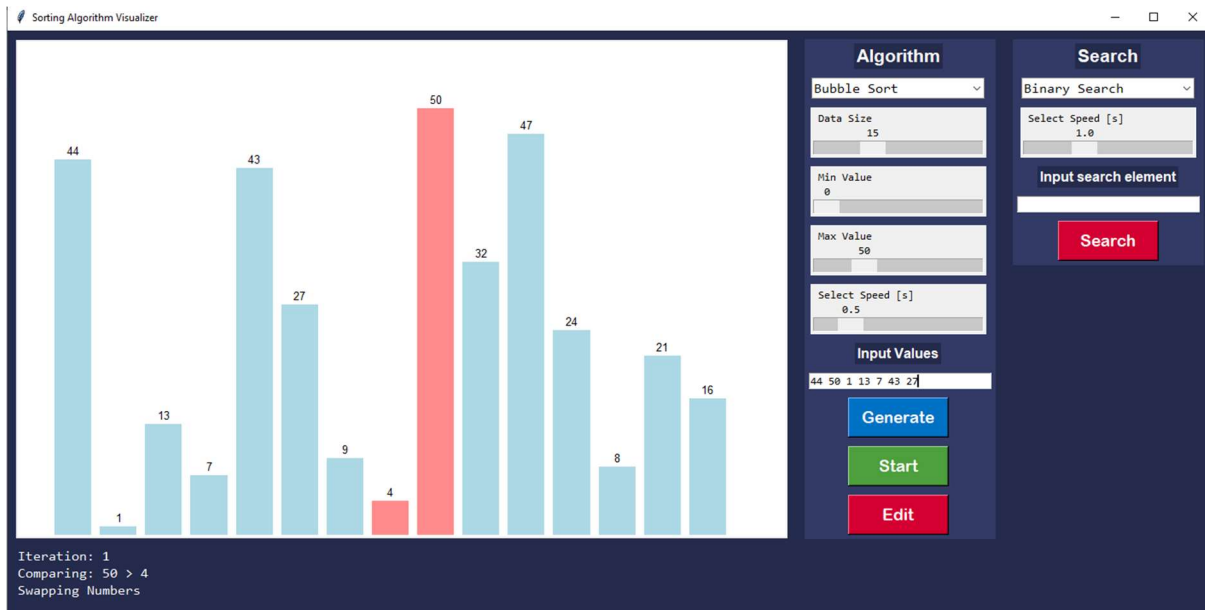 Sorting Algorithm Visualizer
50
47
44
43
32
27
24
21
16
13
9
8
7
4
1
Iteration: 1
Comparing: 50 > 4
Swapping Numbers
Algorithm
Bubble Sort
Data Size
15
Min Value
0
Max Value
50
Select Speed [s]
0.5
Input Values
44 50 1 13 7 43 27
Generate
Start
Edit
Search
Binary Search
Select Speed [s]
1.0
Input search element
Search